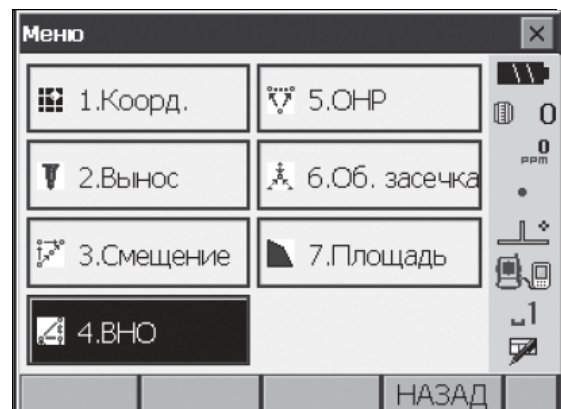 Меню
1.Коорд.
2.Вынос
3.Смещение
4.ВНО
5.ОНР
6.Об. засечка
7.Площадь
0
0
PPM
1
НАЗАД